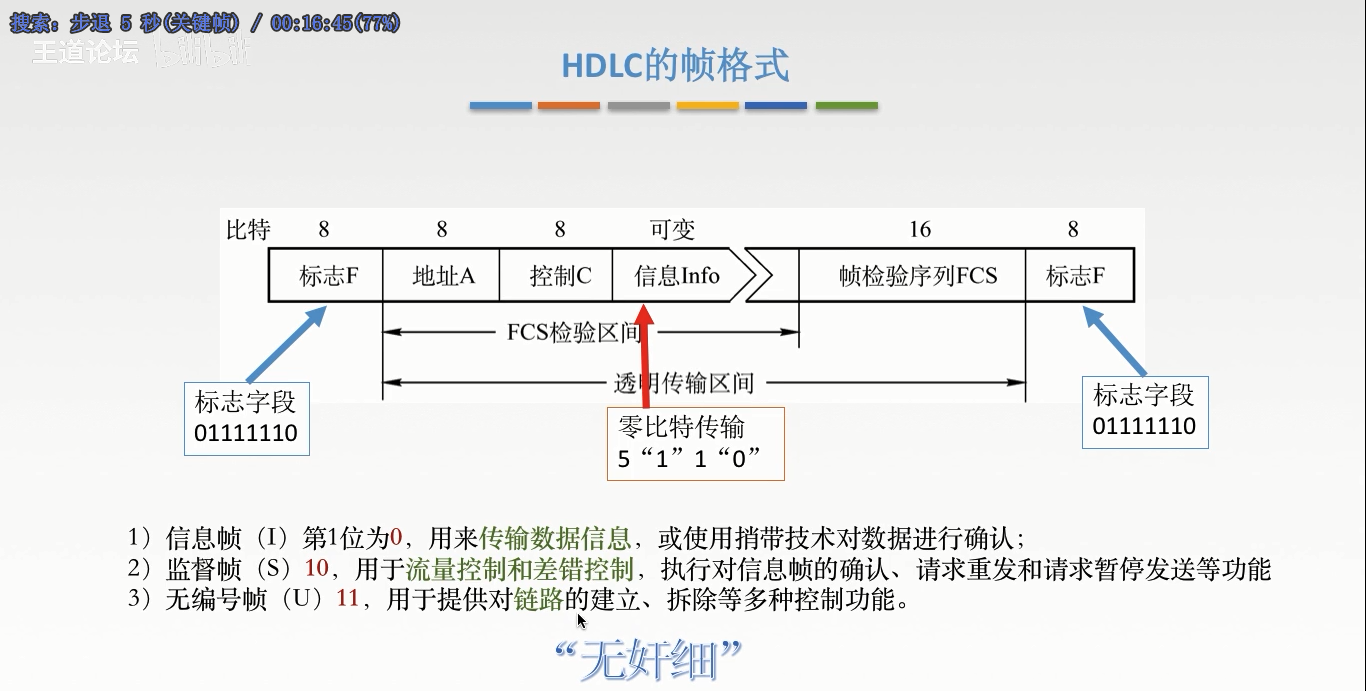 搜索: 步退 5 秒(关键帧) / 00:16:45(77%)
王道论坛 bilibili
HDLC的帧格式
比特 8 8 8 可变 16 8
标志F 地址A 控制C 信息Info 帧检验序列FCS 标志F
FCS检验区间
透明传输区间
标志字段
01111110
零比特传输
5“1”1“0”
标志字段
01111110
1）信息帧（I）第1位为0，用来传输数据信息，或使用捎带技术对数据进行确认；
2）监督帧（S）10，用于流量控制和差错控制，执行对信息帧的确认、请求重发和请求暂停发送等功能
3）无编号帧（U）11，用于提供对链路的建立、拆除等多种控制功能。
“无奸细”